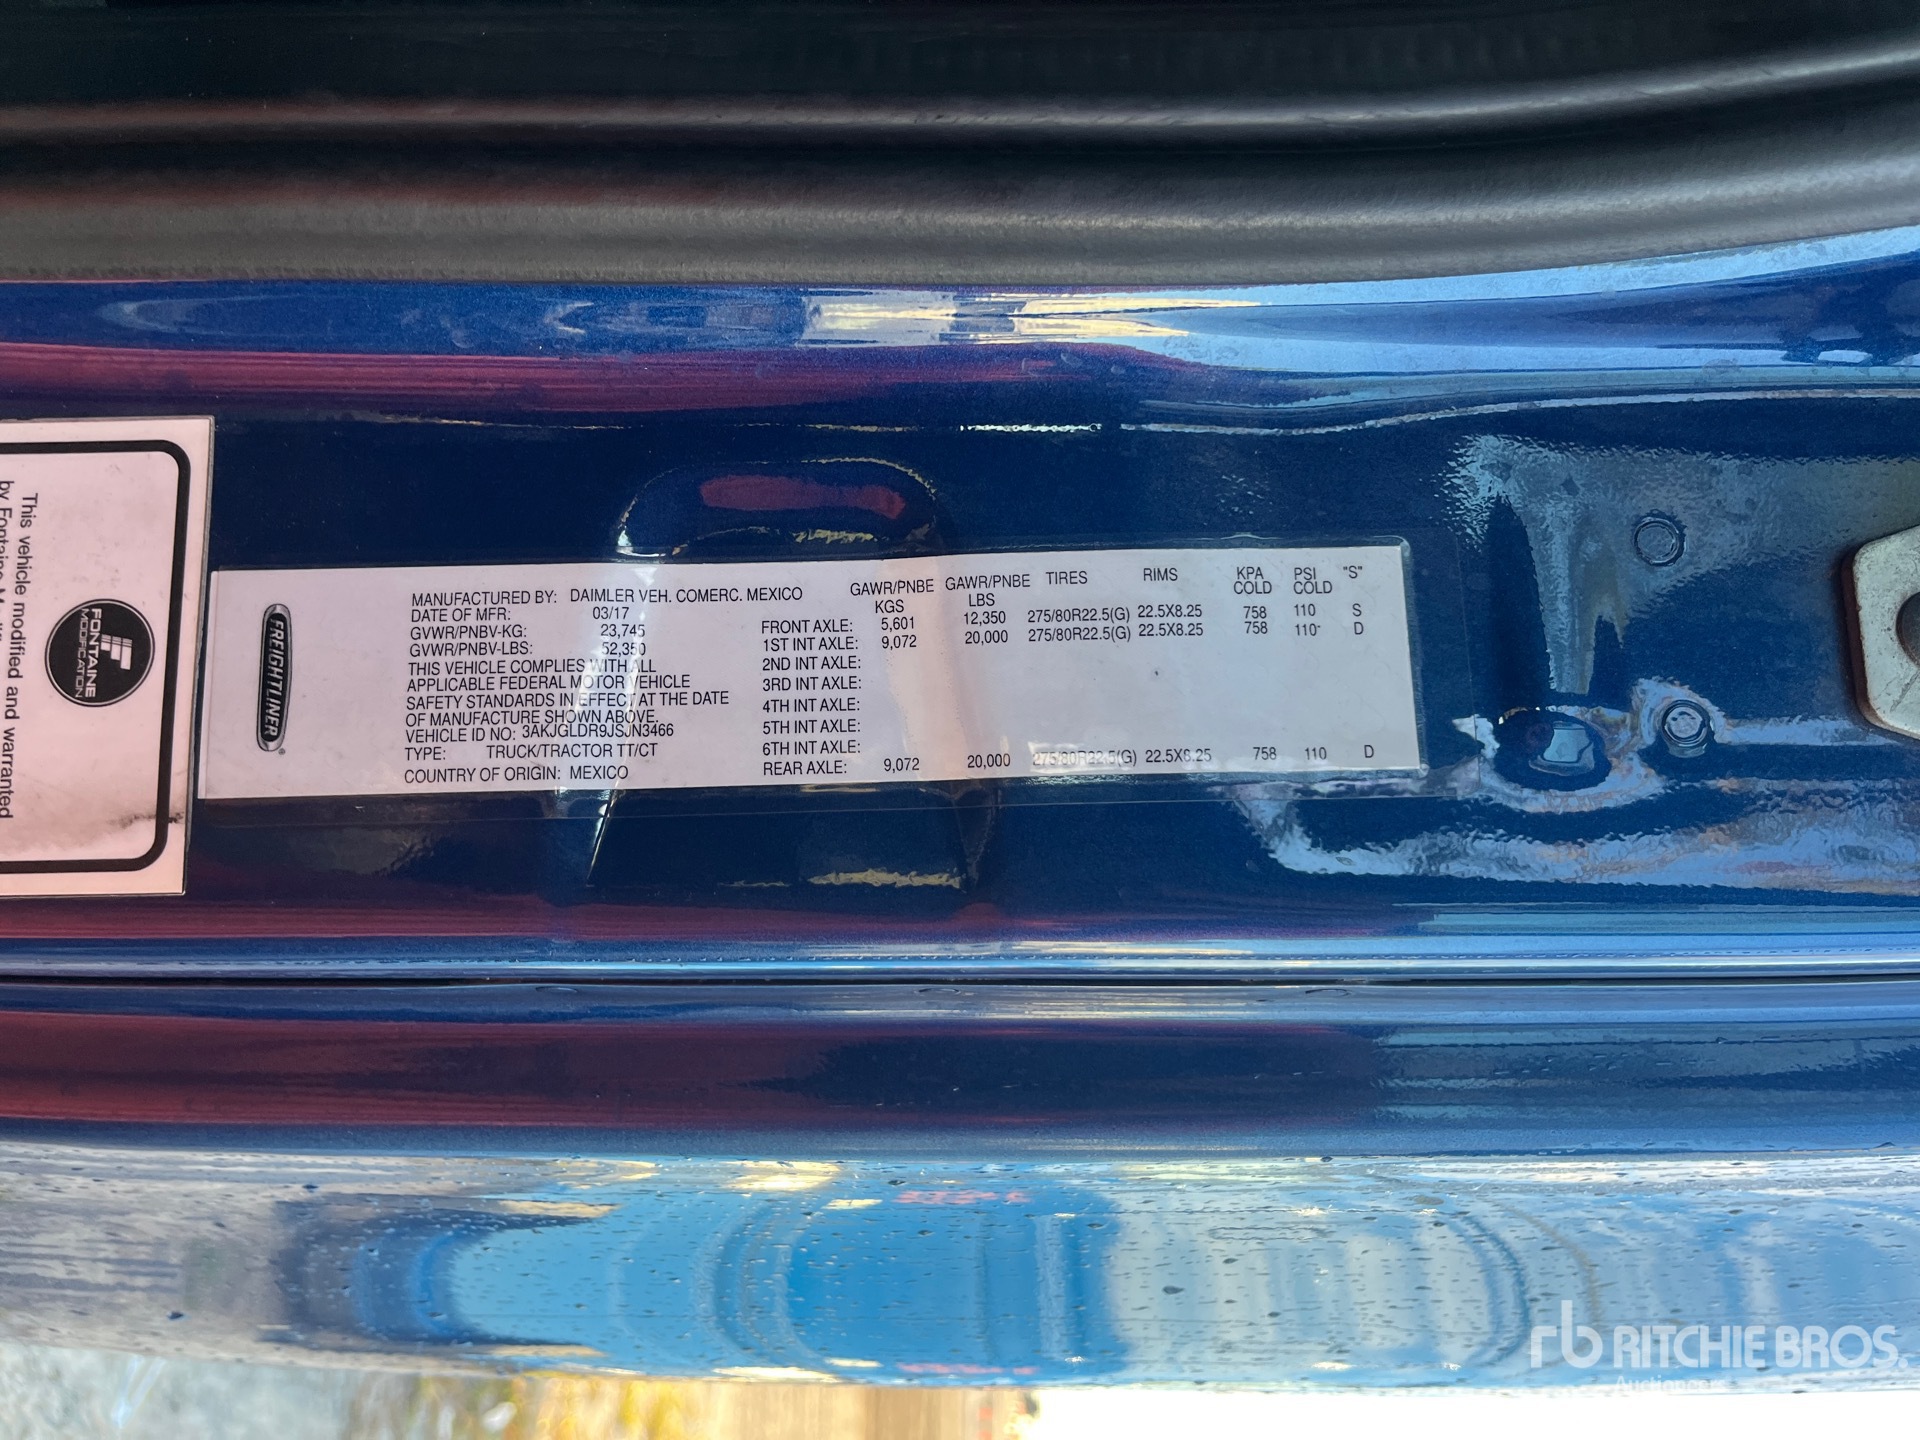 This vehicle modified and warranted
by Fontaine Modified
FONTAINE
MODIFICATION
FREIGHTLINER
MANUFACTURED BY: DAIMLER VEH. COMERC. MEXICO
DATE OF MFR: 03/17
GVWR/PNBV-KG: 23,745
GVWR/PNBV-LBS: 52,350
THIS VEHICLE COMPLIES WITH ALL
APPLICABLE FEDERAL MOTOR VEHICLE
SAFETY STANDARDS IN EFFECT AT THE DATE
OF MANUFACTURE SHOWN ABOVE.
VEHICLE ID NO: 3AKJGLDR9JSJN3466
TYPE: TRUCK/TRACTOR TT/CT
COUNTRY OF ORIGIN: MEXICO
GAWR/PNBE KGS GAWR/PNBE LBS TIRES RIMS KPA COLD PSI COLD "S"
FRONT AXLE: 5,601 12,350 275/80R22.5(G) 22.5X8.25 758 110 S
1ST INT AXLE: 9,072 20,000 275/80R22.5(G) 22.5X8.25 758 110 D
2ND INT AXLE:
3RD INT AXLE:
4TH INT AXLE:
5TH INT AXLE:
6TH INT AXLE:
REAR AXLE: 9,072 20,000 275/80R22.5(G) 22.5X8.25 758 110 D
rb RITCHIE BROS.
Auctioneers